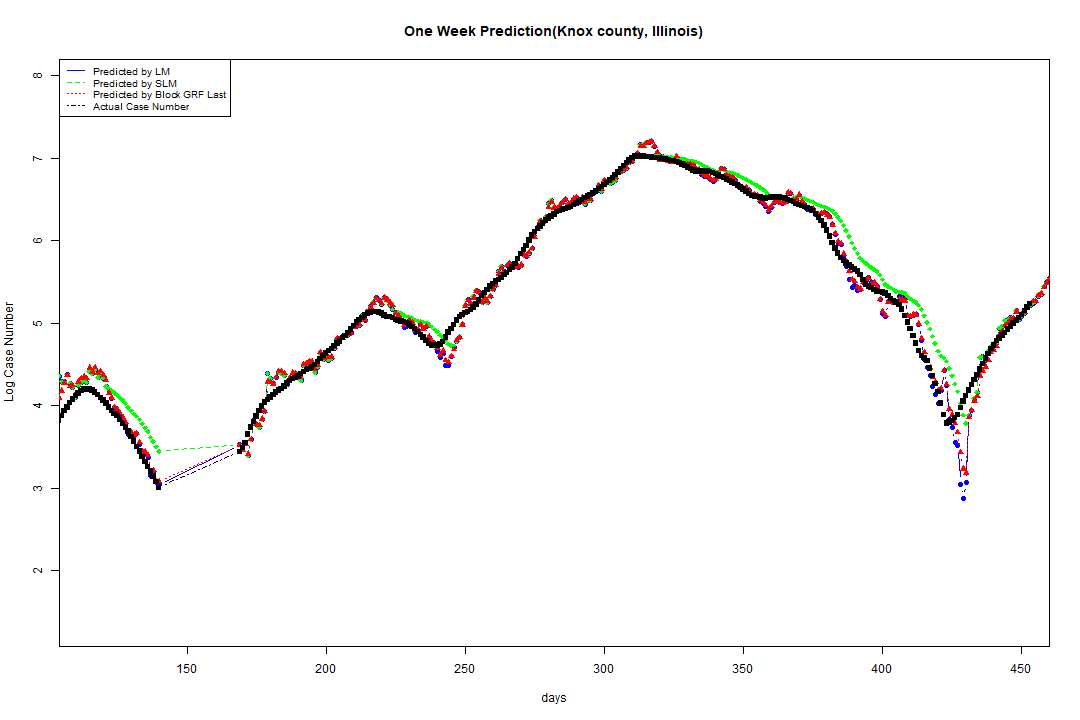 One Week Prediction(Knox county, Illinois)
Predicted by LM
Predicted by SLM
Predicted by Block GRF Last
Actual Case Number
8
7
6
5
4
3
2
Log Case Number
150 200 250 300 350 400 450
days